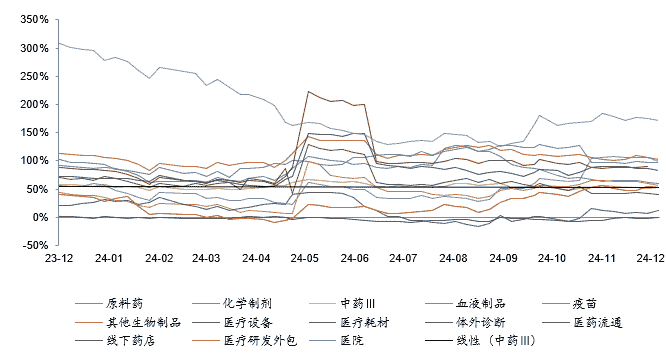 350%
300%
250%
200%
150%
100%
50%
0%
-50%
23-12 24-01 24-02 24-03 24-04 24-05 24-06 24-07 24-08 24-09 24-10 24-11 24-12
原料药 化学制剂 中药Ⅲ 血液制品 疫苗
其他生物制品 医疗设备 医疗耗材 体外诊断 医药流通
线下药店 医疗研发外包 医院 线性（中药Ⅲ）